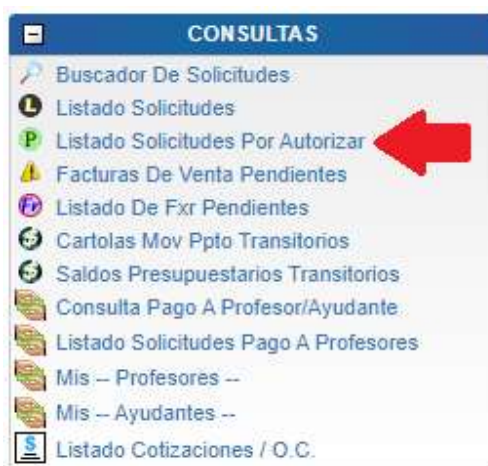 CONSULTAS
Buscador De Solicitudes
L Listado Solicitudes
P Listado Solicitudes Por Autorizar
Facturas De Venta Pendientes
Fr Listado De Fxr Pendientes
Cartolas Mov Ppto Transitorios
Saldos Presupuestarios Transitorios
Consulta Pago A Profesor/Ayudante
Listado Solicitudes Pago A Profesores
Mis -- Profesores --
Mis -- Ayudantes --
$ Listado Cotizaciones / O.C.